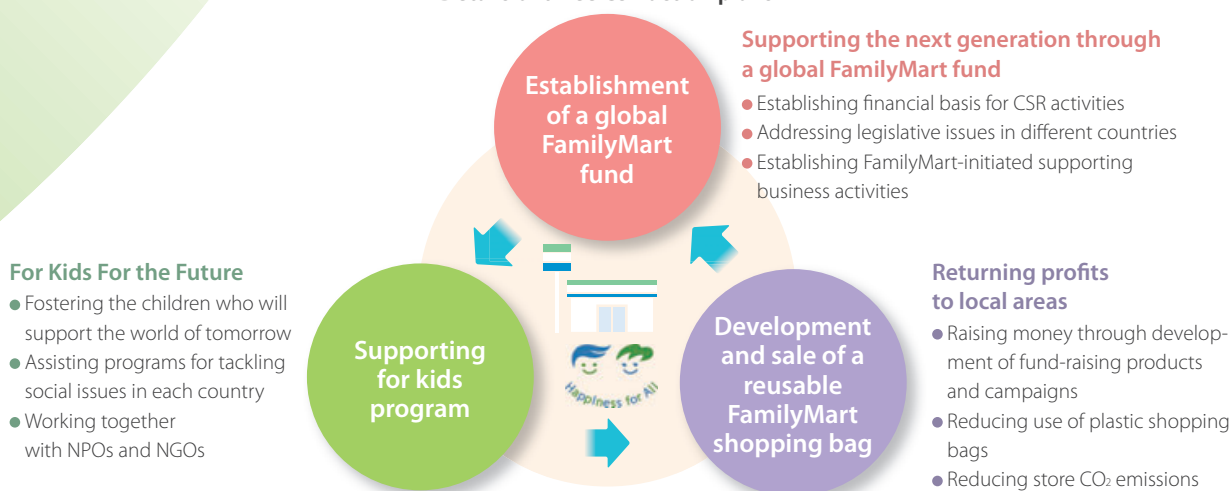 Establishment
of a global
FamilyMart
fund
Supporting the next generation through
a global FamilyMart fund
● Establishing financial basis for CSR activities
● Addressing legislative issues in different countries
● Establishing FamilyMart-initiated supporting
business activities
For Kids For the Future
● Fostering the children who will
support the world of tomorrow
● Assisting programs for tackling
social issues in each country
● Working together
with NPOs and NGOs
Supporting
for kids
program
Happiness for All
Development
and sale of a
reusable
FamilyMart
shopping bag
Returning profits
to local areas
● Raising money through develop-
ment of fund-raising products
and campaigns
● Reducing use of plastic shopping
bags
● Reducing store CO₂ emissions